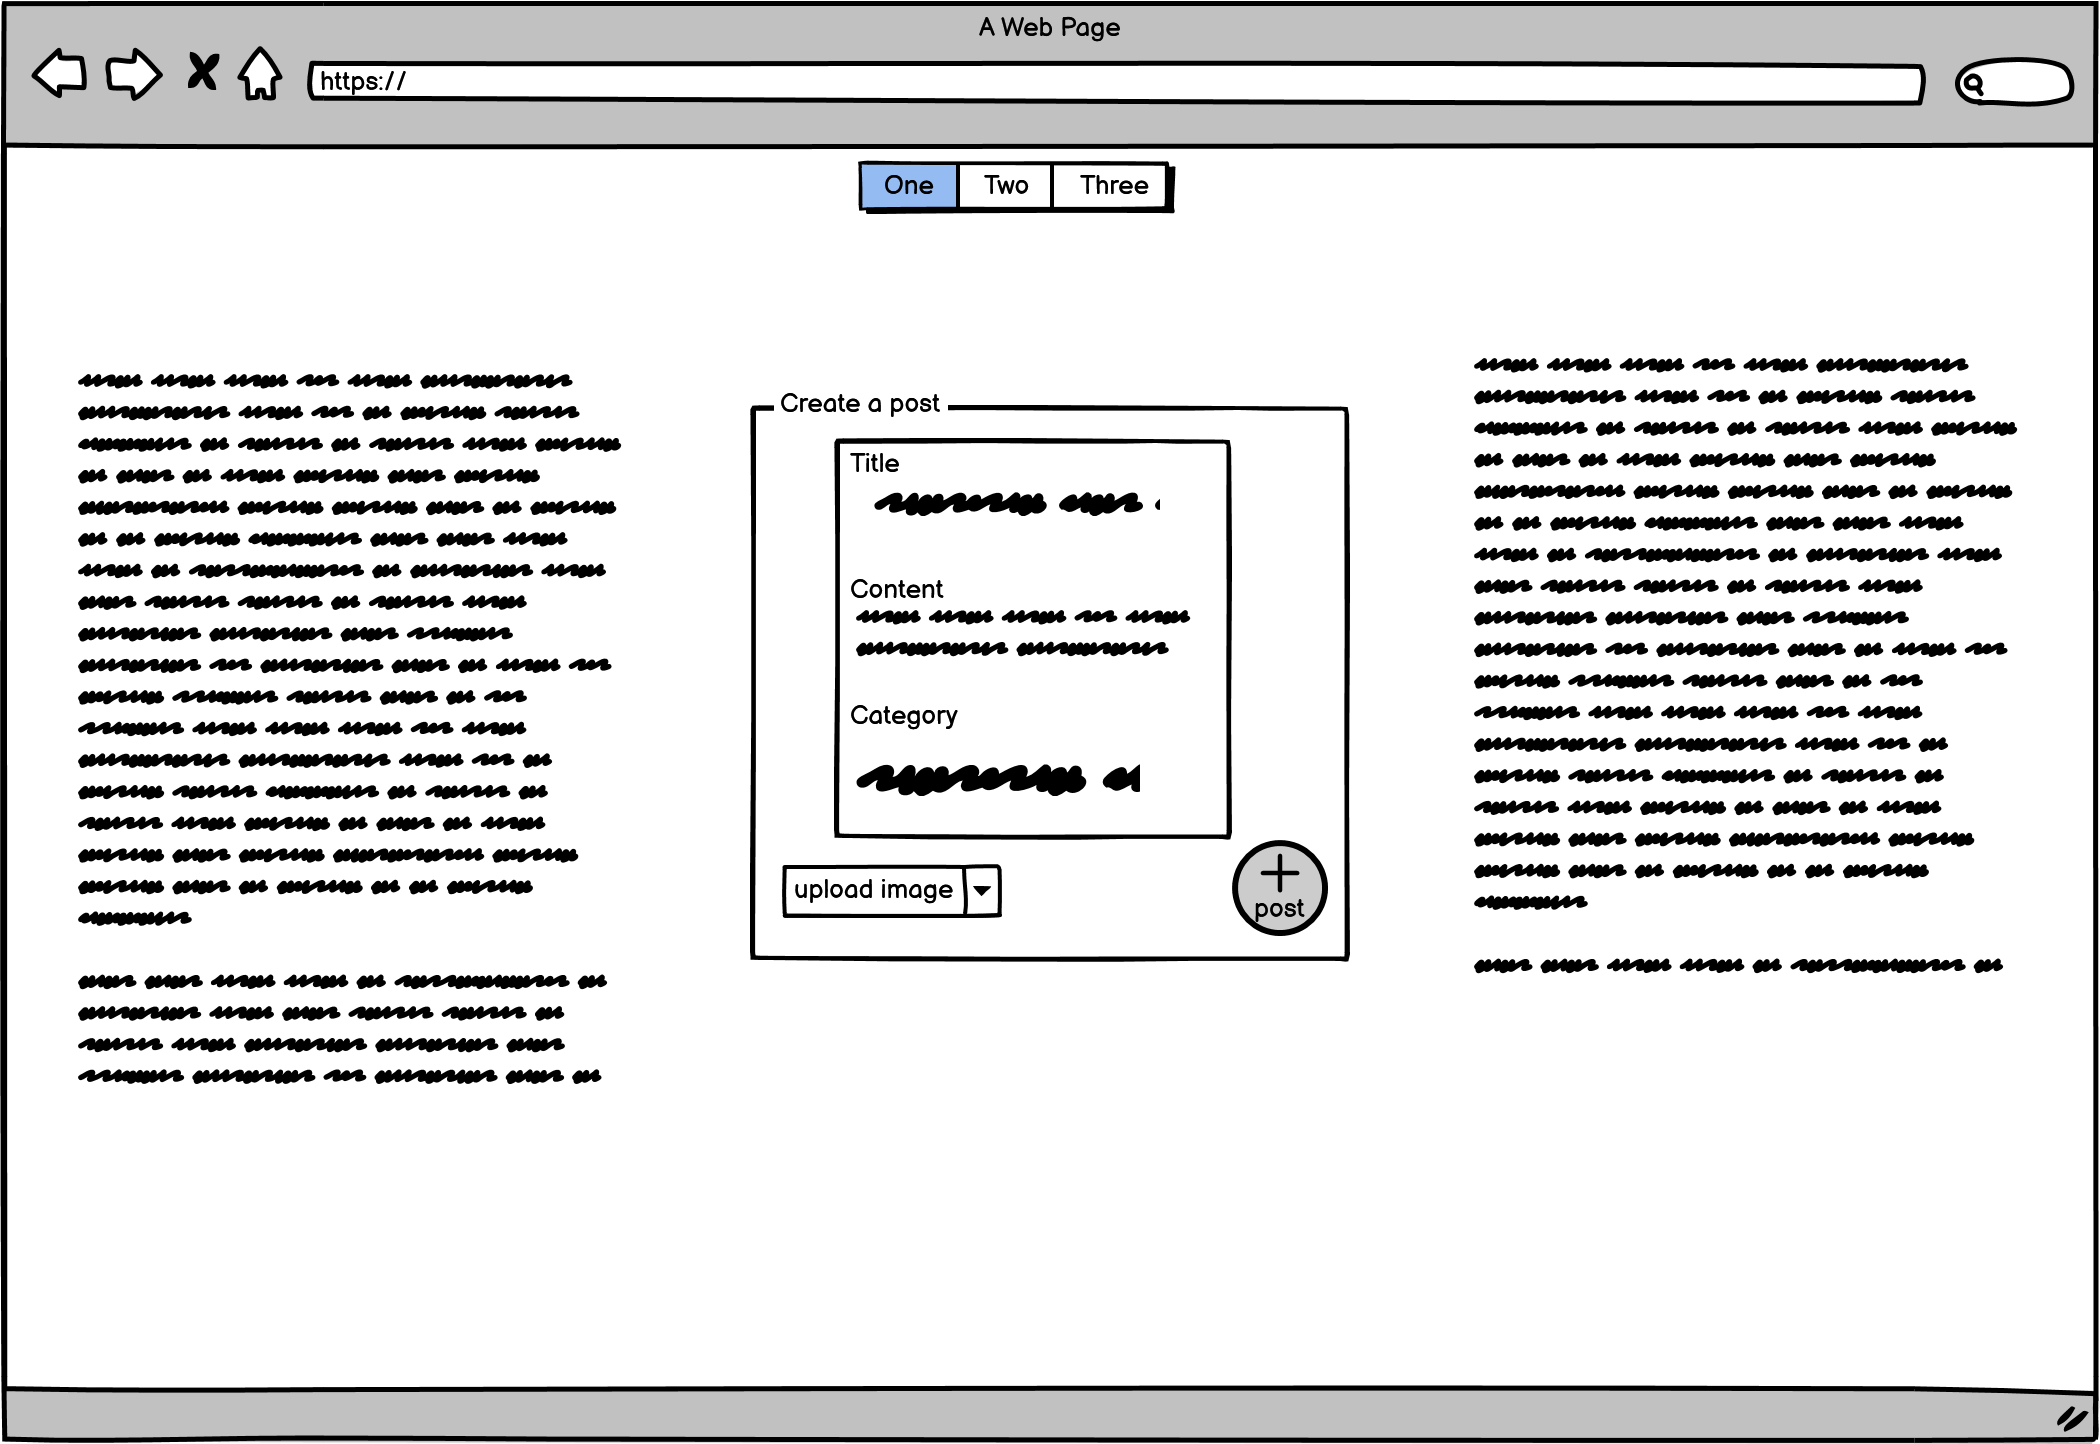 A Web Page
https://
One Two Three
Create a post
Title
Content
Category
upload image
post